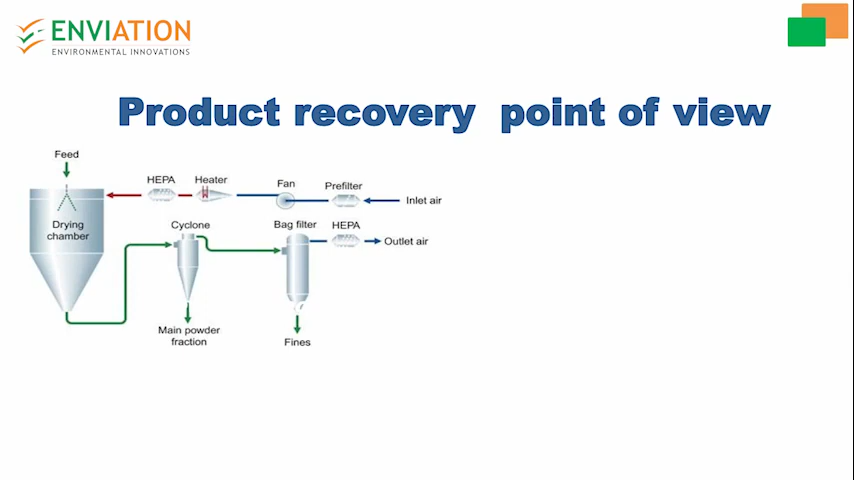 ENVIATION
ENVIRONMENTAL INNOVATIONS
Product recovery point of view
Feed
HEPA
Heater
Fan
Prefilter
Inlet air
Drying
chamber
Cyclone
Bag filter
HEPA
Outlet air
Main powder
fraction
Fines